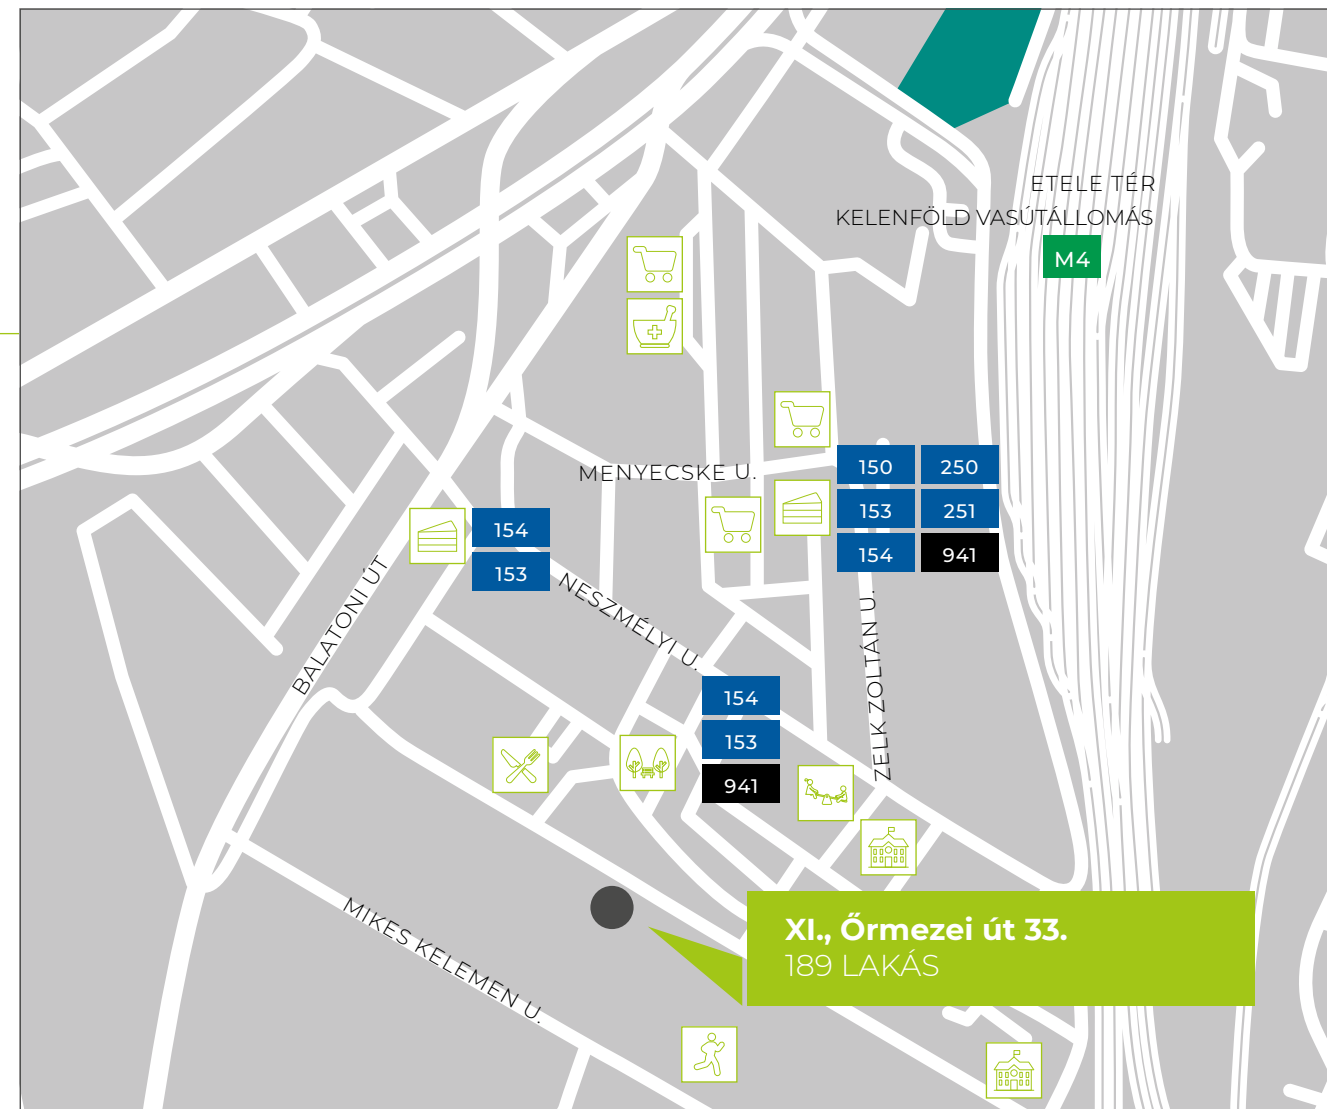 ETELE TÉR
KELENFÖLD VASÚTÁLLOMÁS
M4
MENYECSKE U.
150 250
153 251
154 941
154
153
BALATONI ÚT
NESZMÉLYI U.
ZELK ZOLTÁN U.
154
153
941
MIKES KELEMEN U.
XI., Őrmezei út 33.
189 LAKÁS